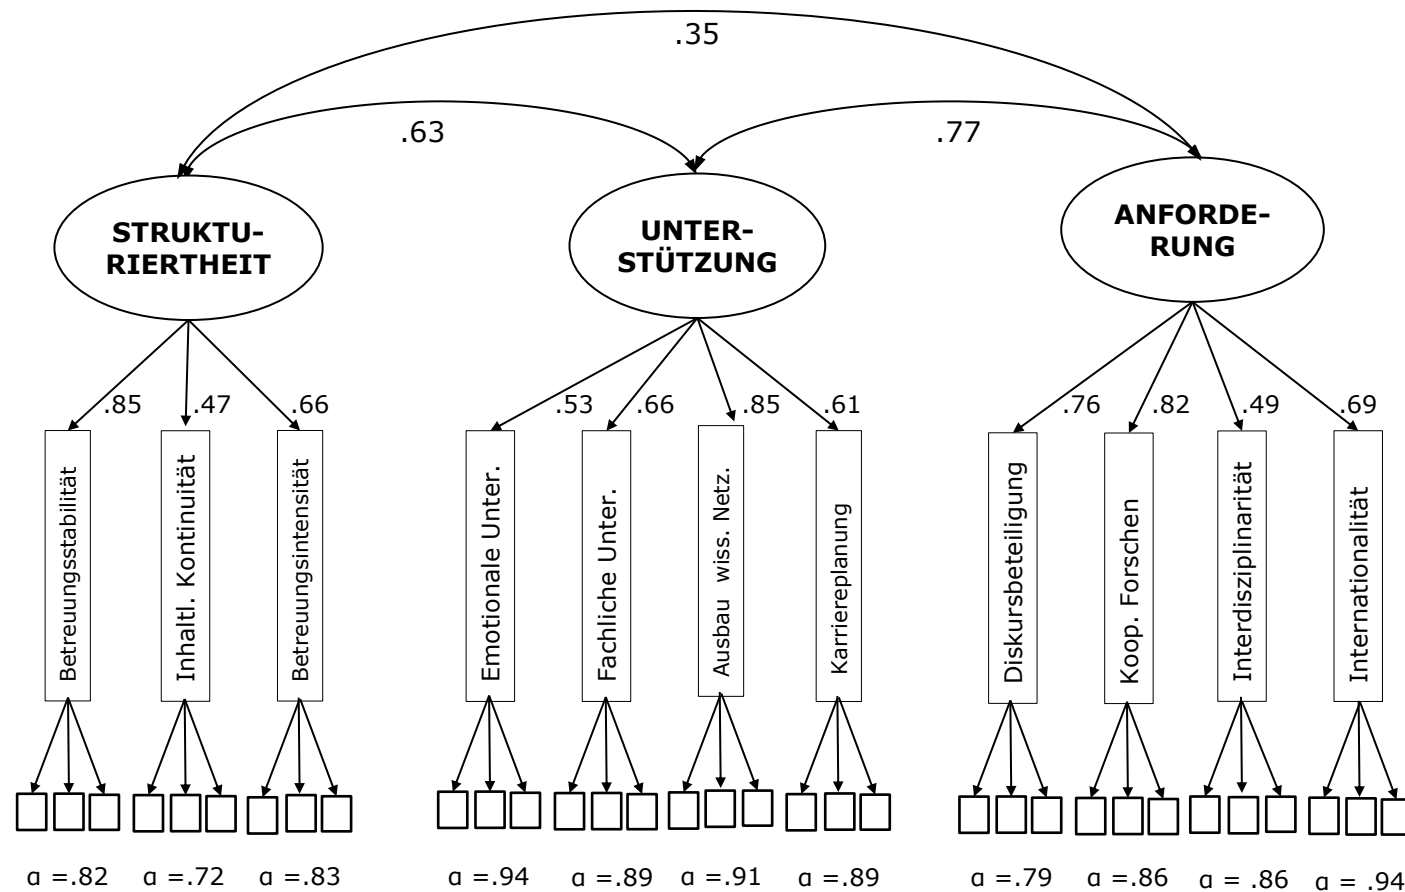 .35
.63
.77
STRUKTU-
RIERTHEIT
UNTER-
STÜTZUNG
ANFORDE-
RUNG
.85
.47
.66
.53
.66
.85
.61
.76
.82
.49
.69
Betreuungsstabilität
Inhaltl. Kontinuität
Betreuungsintensität
Emotionale Unter.
Fachliche Unter.
Ausbau wiss. Netz.
Karriereplanung
Diskursbeteiligung
Koop. Forschen
Interdisziplinarität
Internationalität
α =.82
α =.72
α =.83
α =.94
α =.89
α =.91
α =.89
α =.79
α =.86
α =.86
α =.94